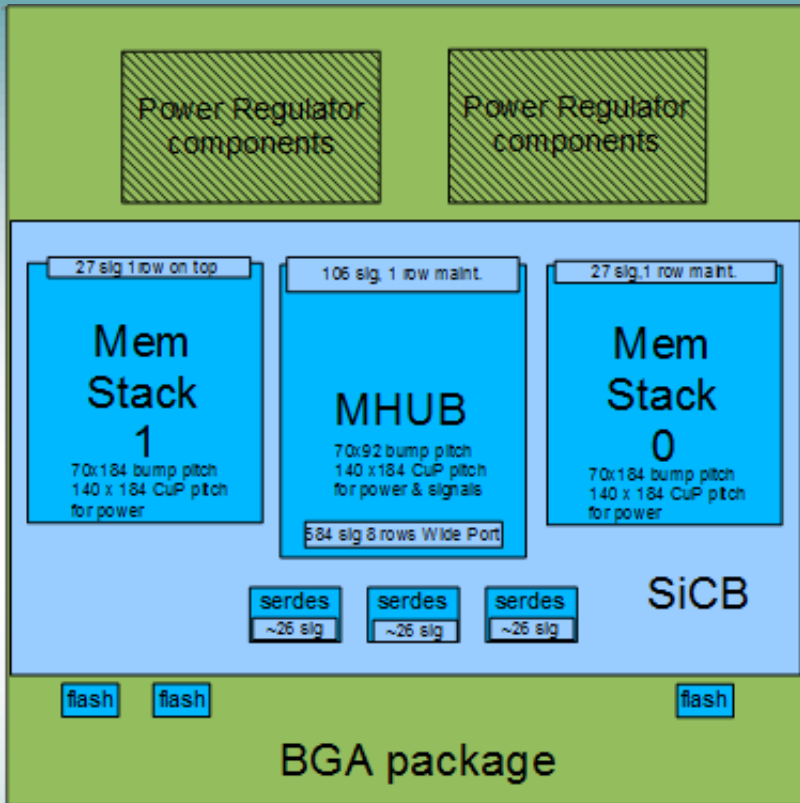 Power Regulator
components
Power Regulator
components
27 sig 1row on top
106 sig, 1 row maint.
27 sig,1 row maint.
Mem
Stack
1
70x184 bump pitch
140 x 184 CuP pitch
for power
MHUB
70x92 bump pitch
140 x 184 CuP pitch
for power & signals
584 sig 8 rows Wide Port
Mem
Stack
0
70x184 bump pitch
140 x 184 CuP pitch
for power
serdes
~26 sig
serdes
~26 sig
serdes
~26 sig
SiCB
flash
flash
flash
BGA package